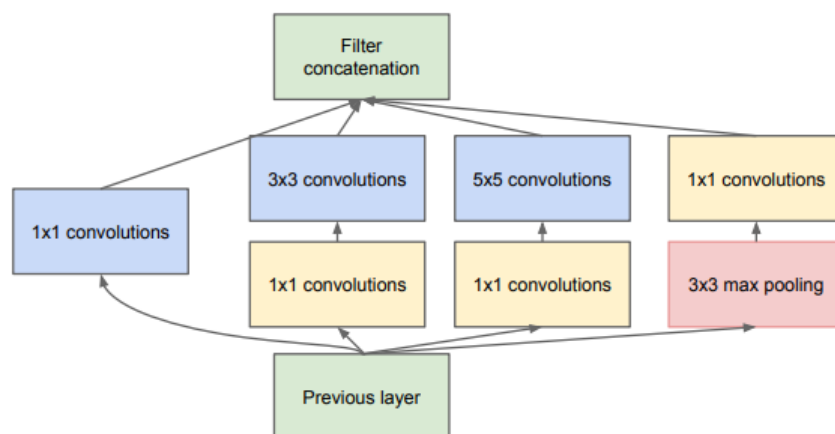 Filter
concatenation
3x3 convolutions
5x5 convolutions
1x1 convolutions
1x1 convolutions
1x1 convolutions
1x1 convolutions
3x3 max pooling
Previous layer